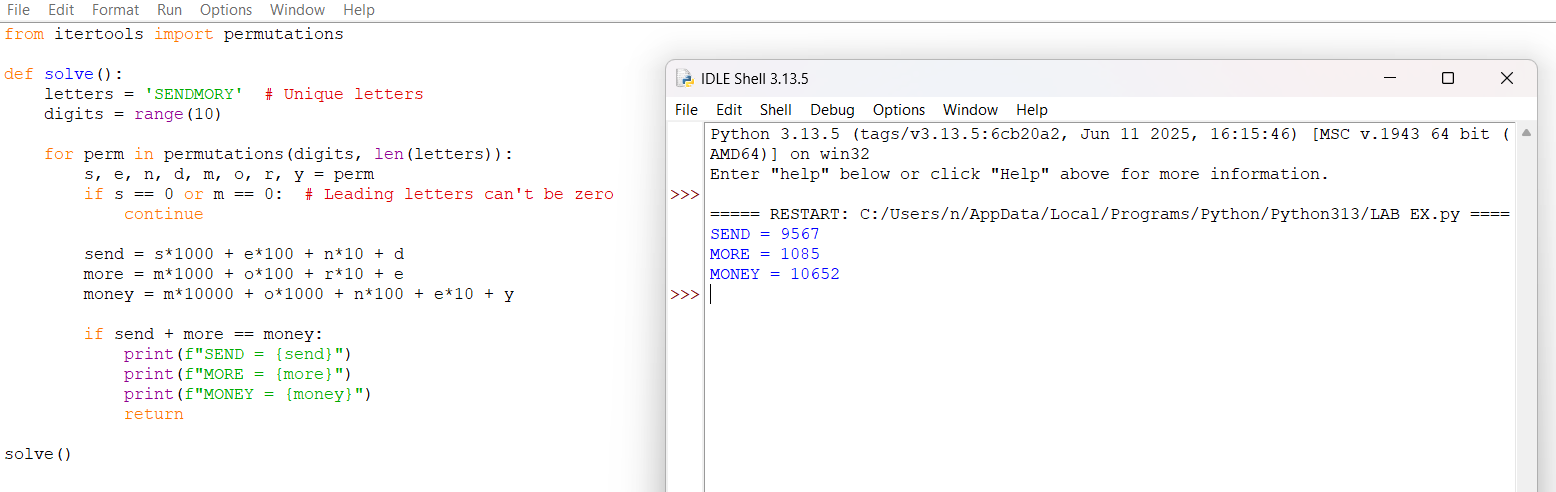 File Edit Format Run Options Window Help
from itertools import permutations
def solve():
    letters = 'SENDMORY'  # Unique letters
    digits = range(10)
    for perm in permutations(digits, len(letters)):
        s, e, n, d, m, o, r, y = perm
        if s == 0 or m == 0:  # Leading letters can't be zero
            continue
        send = s*1000 + e*100 + n*10 + d
        more = m*1000 + o*100 + r*10 + e
        money = m*10000 + o*1000 + n*100 + e*10 + y
        if send + more == money:
            print(f"SEND = {send}")
            print(f"MORE = {more}")
            print(f"MONEY = {money}")
            return
solve()
IDLE Shell 3.13.5
File Edit Shell Debug Options Window Help
Python 3.13.5 (tags/v3.13.5:6cb20a2, Jun 11 2025, 16:15:46) [MSC v.1943 64 bit (
AMD64)] on win32
Enter "help" below or click "Help" above for more information.
>>>
===== RESTART: C:/Users/n/AppData/Local/Programs/Python/Python313/LAB EX.py ====
SEND = 9567
MORE = 1085
MONEY = 10652
>>>